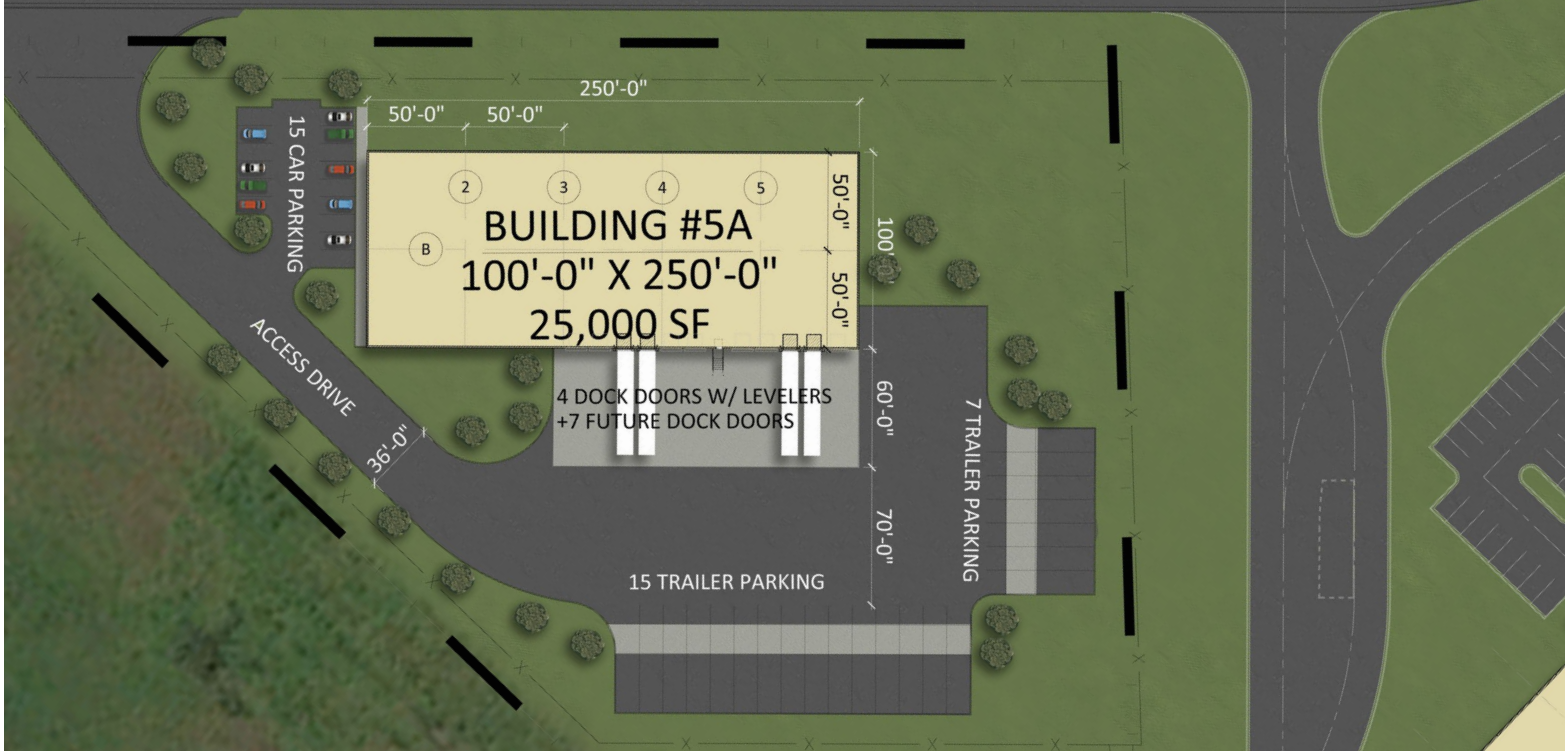 250'-0"
50'-0"
50'-0"
15 CAR PARKING
2
3
4
5
50'-0"
BUILDING #5A
100'
B
100'-0" X 250'-0"
50'-0"
25,000 SF
ACCESS DRIVE
4 DOCK DOORS W/ LEVELERS
+7 FUTURE DOCK DOORS
60'-0"
7 TRAILER PARKING
36'-0"
70'-0"
15 TRAILER PARKING